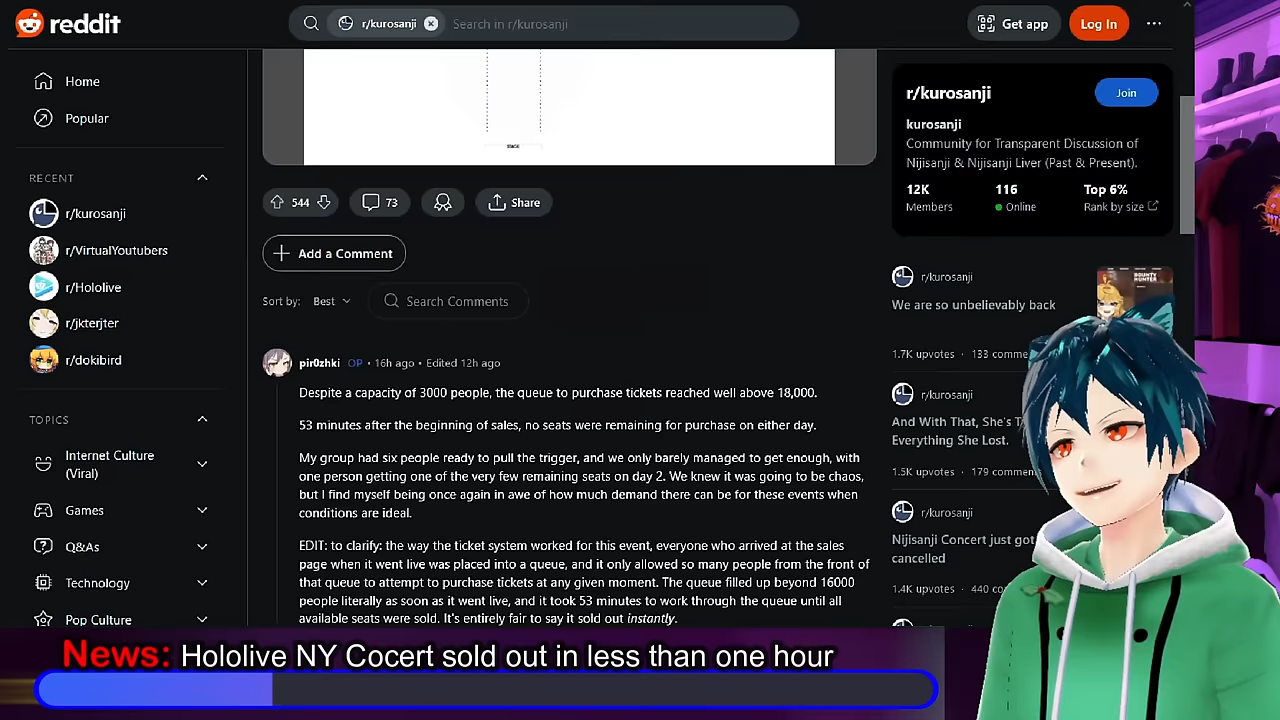 reddit
r/kurosanji
Search in r/kurosanji
Get app
Log In
Home
Popular
RECENT
r/kurosanji
r/VirtualYoutubers
r/Hololive
r/jkterjter
r/dokibird
TOPICS
Internet Culture
(Viral)
Games
Q&As
Technology
Pop Culture
544
73
Share
Add a Comment
Sort by:
Best
Search Comments
pir0zhki OP • 16h ago • Edited 12h ago
Despite a capacity of 3000 people, the queue to purchase tickets reached well above 18,000.
53 minutes after the beginning of sales, no seats were remaining for purchase on either day.
My group had six people ready to pull the trigger, and we only barely managed to get enough, with
one person getting one of the very few remaining seats on day 2. We knew it was going to be chaos,
but I find myself being once again in awe of how much demand there can be for these events when
conditions are ideal.
EDIT: to clarify: the way the ticket system worked for this event, everyone who arrived at the sales
page when it went live was placed into a queue, and it only allowed so many people from the front of
that queue to attempt to purchase tickets at any given moment. The queue filled up beyond 16000
people literally as soon as it went live, and it took 53 minutes to work through the queue until all
available seats were sold. It's entirely fair to say it sold out instantly.
r/kurosanji
Join
kurosanji
Community for Transparent Discussion of
Nijisanji & Nijisanji Liver (Past & Present).
12K
116
Top 6%
Members
Online
Rank by size
r/kurosanji
We are so unbelievably back
BOUNTY
HUNTER
1.7K upvotes · 133 comme
r/kurosanji
And With That, She's T
Everything She Lost.
1.5K upvotes · 179 commen
r/kurosanji
Nijisanji Concert just got
cancelled
1.4K upvotes · 440 co
News: Hololive NY Cocert sold out in less than one hour